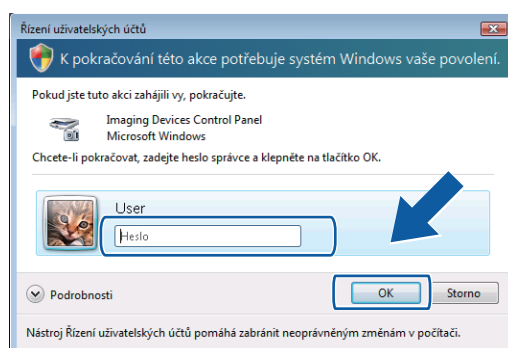 Řízení uživatelských účtů
K pokračování této akce potřebuje systém Windows vaše povolení.
Pokud jste tuto akci zahájili vy, pokračujte.
Imaging Devices Control Panel
Microsoft Windows
Chcete-li pokračovat, zadejte heslo správce a klepněte na tlačítko OK.
User
Heslo
Podrobnosti
OK
Storno
Nástroj Řízení uživatelských účtů pomáhá zabránit neoprávněným změnám v počítači.